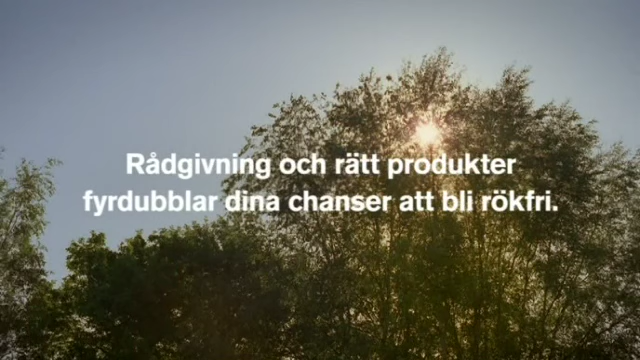 Rådgivning och rätt produkter
fyrdubblar dina chanser att bli rökfri.